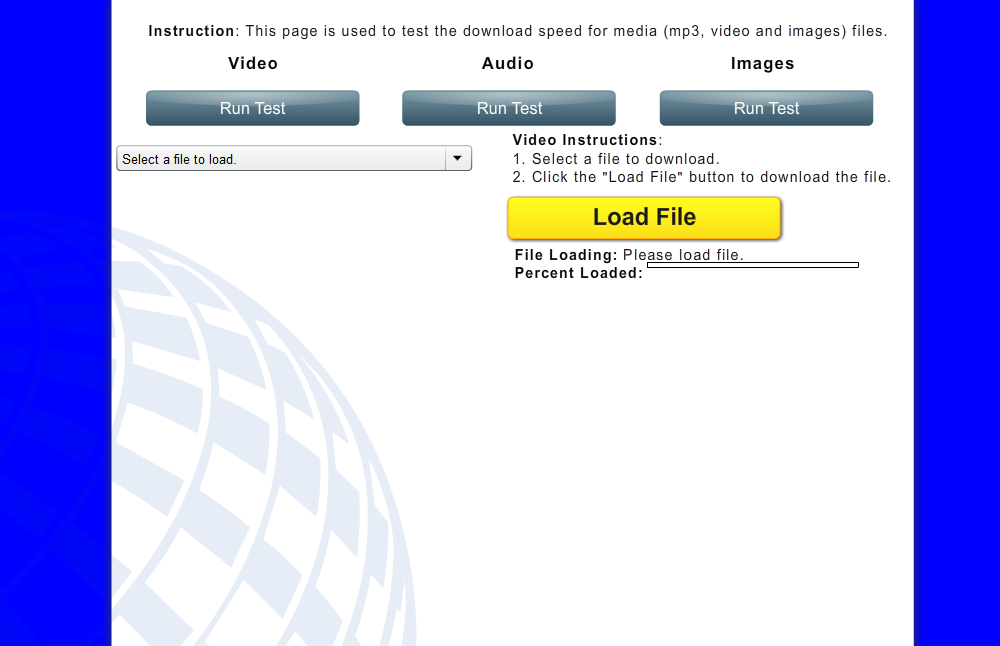 Instruction: This page is used to test the download speed for media (mp3, video and images) files.
Video Audio Images
Run Test Run Test Run Test
Select a file to load.
Video Instructions:
1. Select a file to download.
2. Click the "Load File" button to download the file.
Load File
File Loading: Please load file.
Percent Loaded: